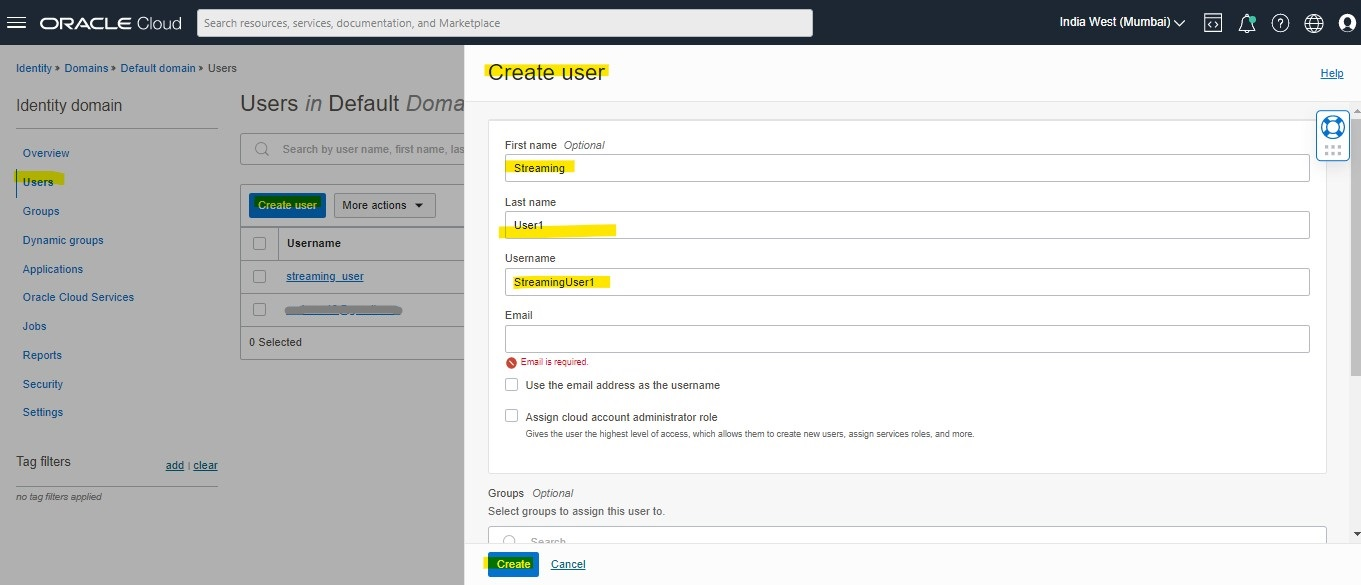 ORACLE Cloud
Search resources, services, documentation, and Marketplace
India West (Mumbai)
Identity » Domains » Default domain » Users
Identity domain
Overview
Users
Groups
Dynamic groups
Applications
Oracle Cloud Services
Jobs
Reports
Security
Settings
Tag filters
add | clear
no tag filters applied
Users in Default Doma
Search by user name, first name, las
Create user
More actions
Username
streaming_user
0 Selected
Create user
Help
First name Optional
Streaming
Last name
User1
Username
StreamingUser1
Email
Email is required.
Use the email address as the username
Assign cloud account administrator role
Gives the user the highest level of access, which allows them to create new users, assign services roles, and more.
Groups Optional
Select groups to assign this user to.
Search
Create
Cancel